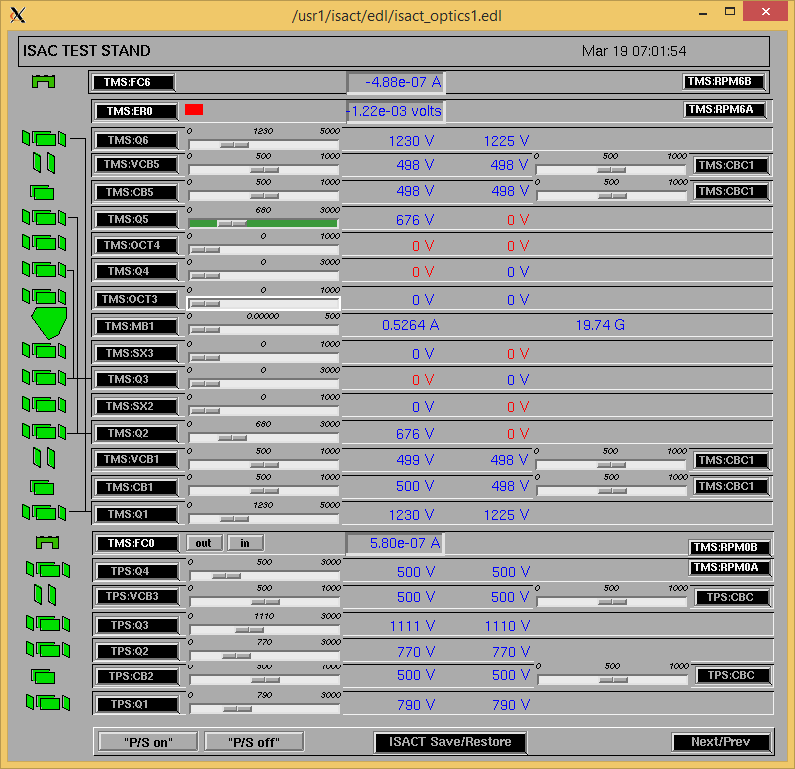 /usr1/isact/edl/isact_optics1.edl
ISAC TEST STAND Mar 19 07:01:54
TMS:FC6 -4.88e-07 A TMS:RPM6B
TMS:ER0 -1.22e-03 volts TMS:RPM6A
0 1230 5000
TMS:Q6 1230 V 1225 V
0 500 1000 0 500 1000
TMS:VCB5 498 V 498 V TMS:CBC1
0 500 1000 0 500 1000
TMS:CB5 498 V 498 V TMS:CBC1
0 680 3000
TMS:Q5 676 V 0 V
0 0 1000
TMS:OCT4 0 V 0 V
0 0 3000
TMS:Q4 0 V 0 V
0 0 1000
TMS:OCT3 0 V 0 V
0 0.00000 500
TMS:MB1 0.5264 A 19.74 G
0 0 1000
TMS:SX3 0 V 0 V
0 0 3000
TMS:Q3 0 V 0 V
0 0 1000
TMS:SX2 0 V 0 V
0 680 3000
TMS:Q2 676 V 0 V
0 500 1000 0 500 1000
TMS:VCB1 499 V 498 V TMS:CBC1
0 500 1000 0 500 1000
TMS:CB1 500 V 498 V TMS:CBC1
0 1230 5000
TMS:Q1 1230 V 1225 V
TMS:FC0 out in 5.80e-07 A TMS:RPM0B
0 500 3000
TPS:Q4 500 V 500 V TMS:RPM0A
0 500 1000 0 500 1000
TPS:VCB3 500 V 500 V TPS:CBC
0 1110 3000
TPS:Q3 1111 V 1110 V
0 770 3000
TPS:Q2 770 V 770 V
0 500 1000 0 500 1000
TPS:CB2 500 V 500 V TPS:CBC
0 790 3000
TPS:Q1 790 V 790 V
"P/S on" "P/S off" ISACT Save/Restore Next/Prev